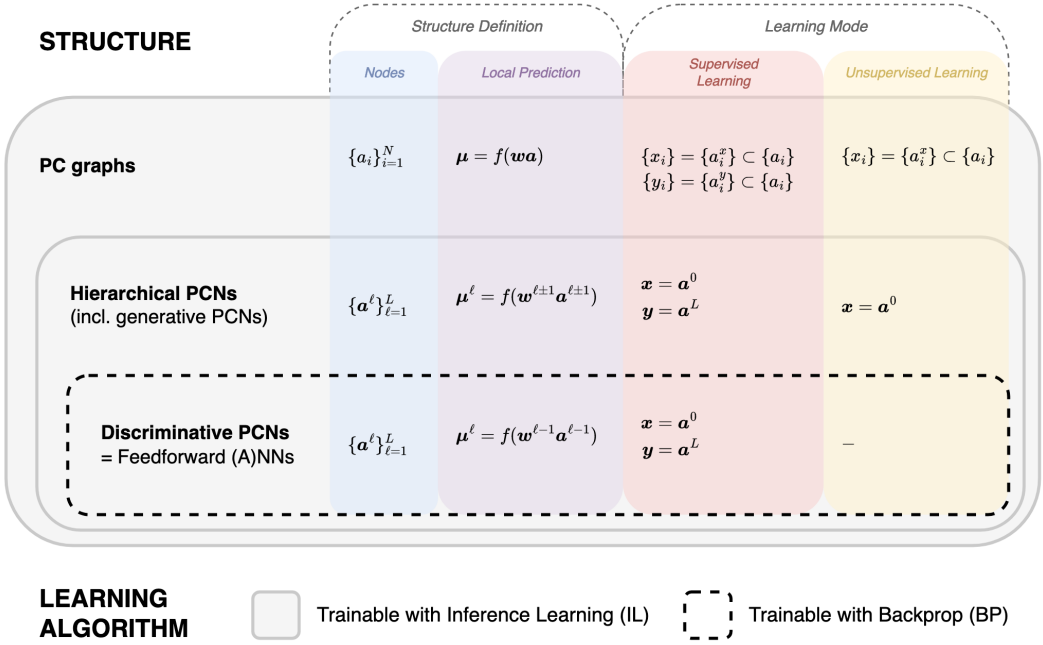 STRUCTURE
Structure Definition
Learning Mode
Nodes
Local Prediction
Supervised
Learning
Unsupervised Learning
PC graphs
{a_i}_{i=1}^N
μ = f(wa)
{x_i} = {a_i^x} ⊂ {a_i}
{y_i} = {a_i^y} ⊂ {a_i}
{x_i} = {a_i^x} ⊂ {a_i}
Hierarchical PCNs
(incl. generative PCNs)
{a^ℓ}_{ℓ=1}^L
μ^ℓ = f(w^{ℓ±1}a^{ℓ±1})
x = a^0
y = a^L
x = a^0
Discriminative PCNs
= Feedforward (A)NNs
{a^ℓ}_{ℓ=1}^L
μ^ℓ = f(w^{ℓ−1}a^{ℓ−1})
x = a^0
y = a^L
–
LEARNING
ALGORITHM
Trainable with Inference Learning (IL)
Trainable with Backprop (BP)